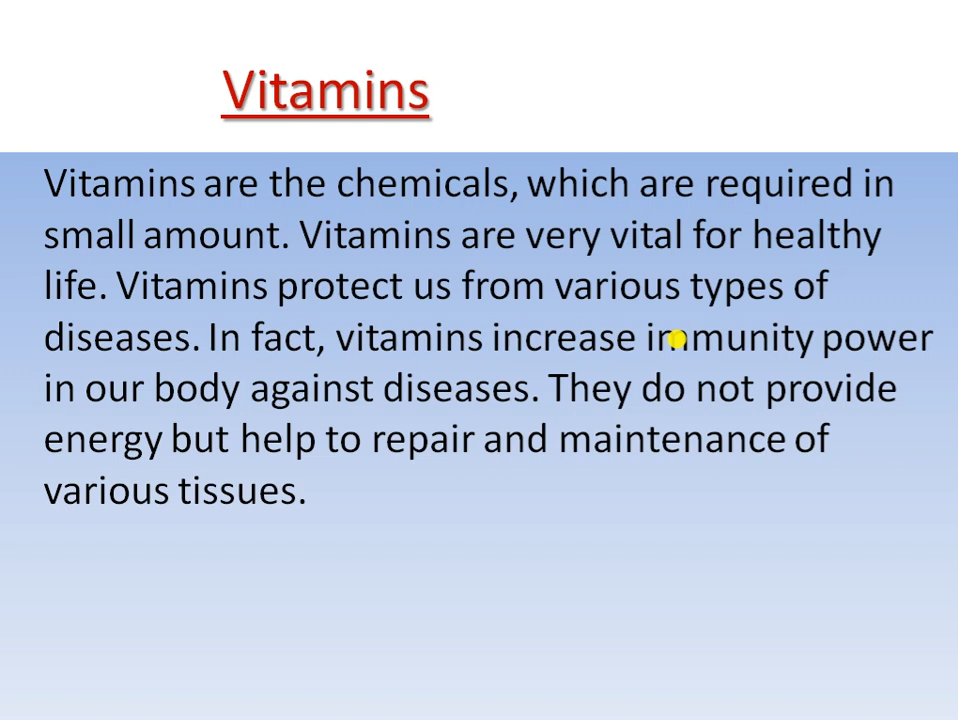 Vitamins
Vitamins are the chemicals, which are required in
small amount. Vitamins are very vital for healthy
life. Vitamins protect us from various types of
diseases. In fact, vitamins increase immunity power
in our body against diseases. They do not provide
energy but help to repair and maintenance of
various tissues.